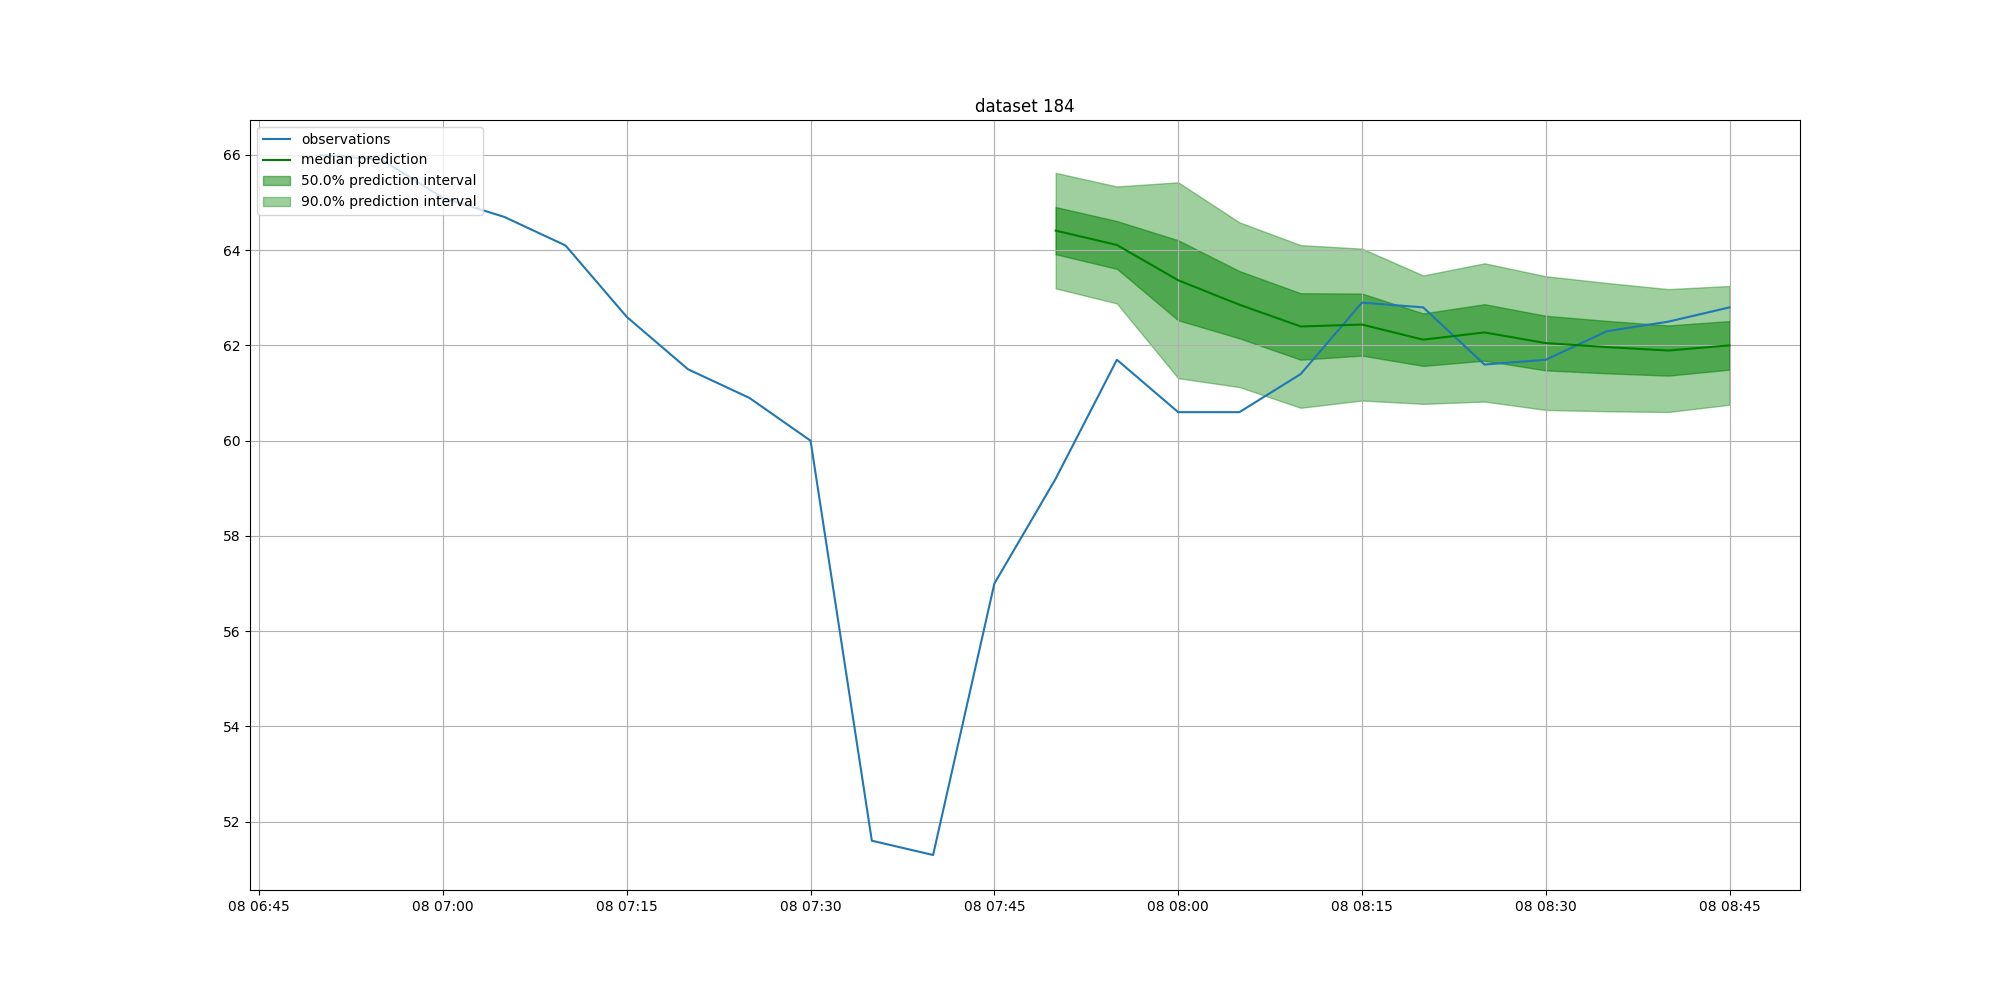 dataset 184
observations
median prediction
50.0% prediction interval
90.0% prediction interval
66
64
62
60
58
56
54
52
08 06:45 08 07:00 08 07:15 08 07:30 08 07:45 08 08:00 08 08:15 08 08:30 08 08:45